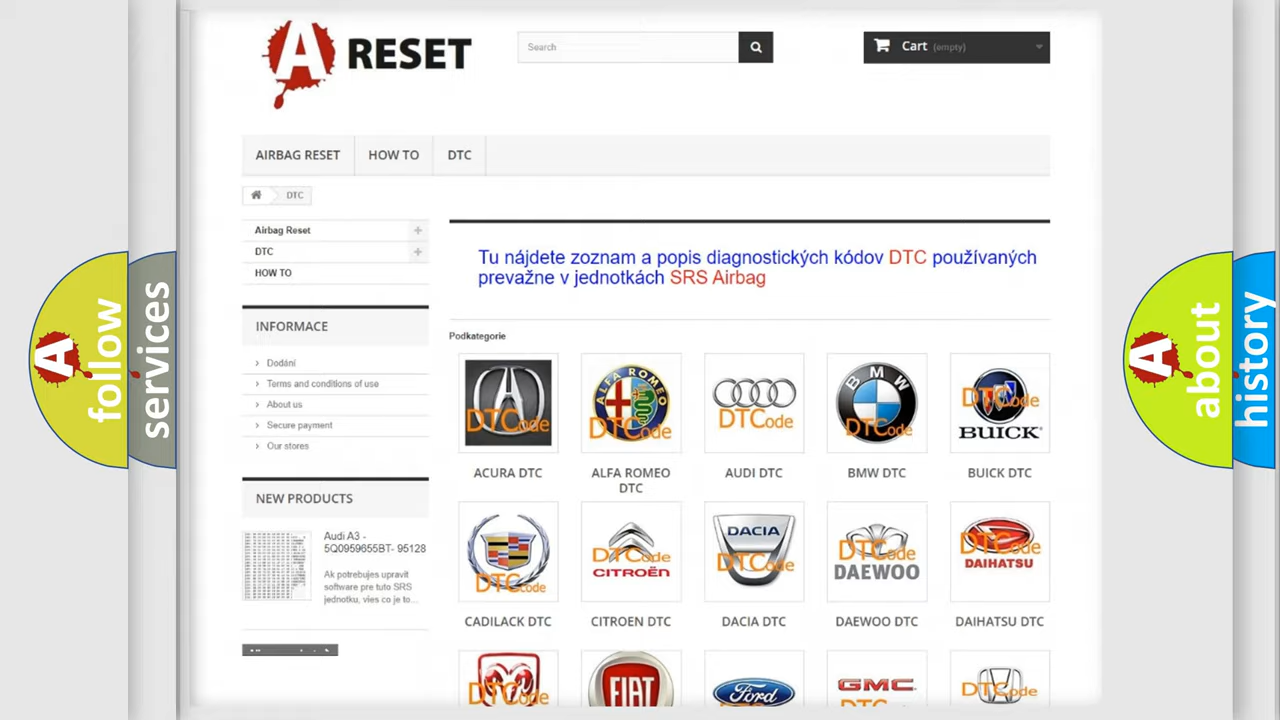 A RESET
Search
Cart (empty)
AIRBAG RESET
HOW TO
DTC
DTC
Airbag Reset
DTC
HOW TO
INFORMACE
Dodání
Terms and conditions of use
About us
Secure payment
Our stores
NEW PRODUCTS
Audi A3 -
5Q0959655BT- 95128
Ak potrebujes upravit
software pre tuto SRS
jednotku, vies co je to...
Tu nájdete zoznam a popis diagnostických kódov DTC používaných
prevažne v jednotkách SRS Airbag
Podkategorie
DTCode
ALFA ROMEO
DTCode
DTCode
BMW
DTCode
DTCode
BUICK
ACURA DTC
ALFA ROMEO
DTC
AUDI DTC
BMW DTC
BUICK DTC
DTCode
DTCode
CITROËN
DACIA
DTCode
DTCode
DAEWOO
DTCode
DAIHATSU
CADILACK DTC
CITROEN DTC
DACIA DTC
DAEWOO DTC
DAIHATSU DTC
DTCode
FIAT
Ford
GMC
DTCode
A follow
services
A about
history